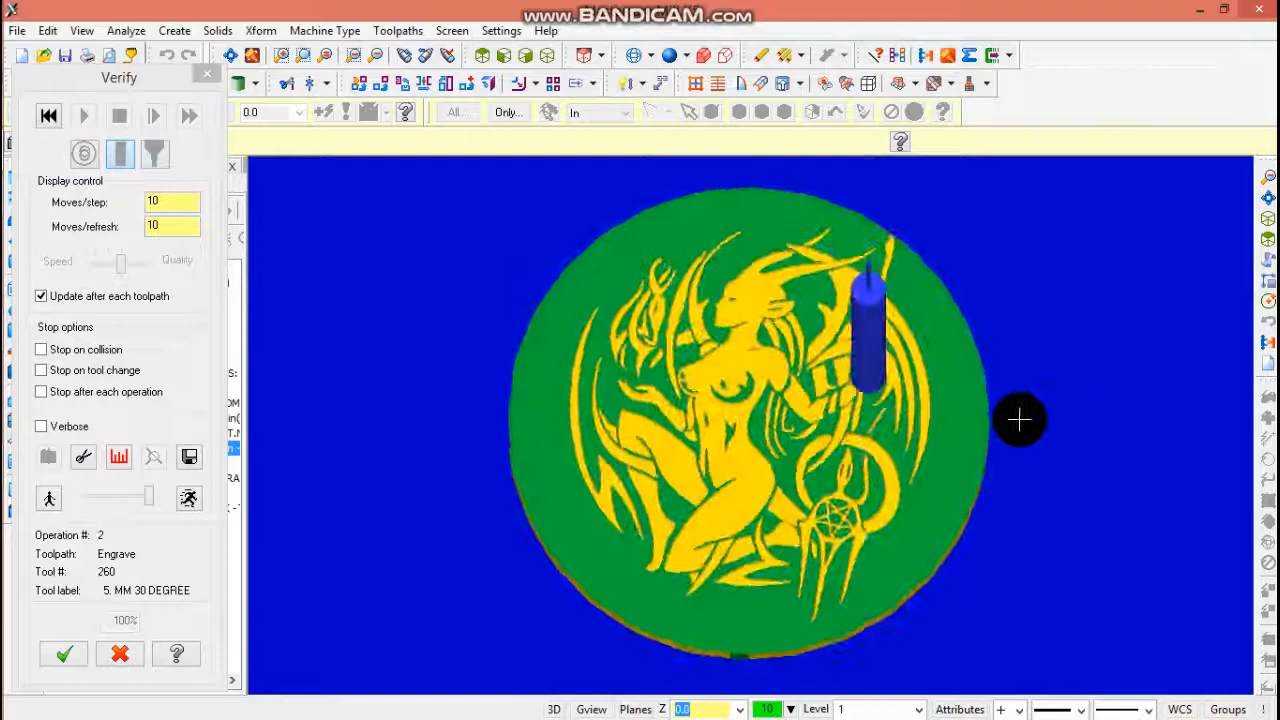 www.BANDICAM.com
File Edit View Analyze Create Solids Xform Machine Type Toolpaths Screen Settings Help
Verify
0.0 All... Only... In
Display control
Moves/step: 10
Moves/refresh: 10
Speed Quality
Update after each toolpath
Stop options
Stop on collision
Stop on tool change
Stop after each operation
Verbose
Operation #: 2
Toolpath: Engrave
Tool #: 260
Tool label: 5. MM 30 DEGREE
100%
3D Gview Planes Z 0.0 10 Level 1 Attributes WCS Groups